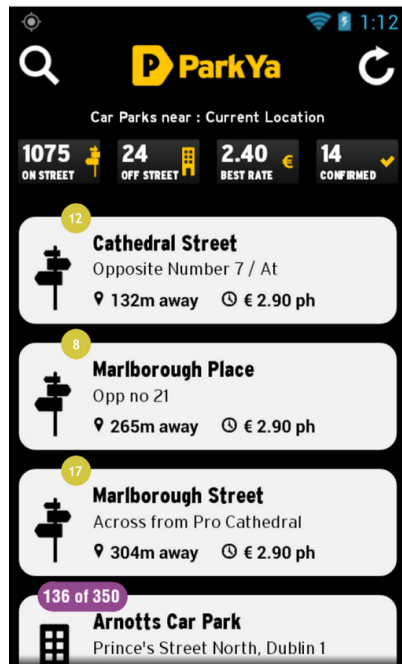 1:12
ParkYa
Car Parks near : Current Location
1075
ON STREET
24
OFF STREET
2.40 €
BEST RATE
14
CONFIRMED
12
Cathedral Street
Opposite Number 7 / At
132m away € 2.90 ph
8
Marlborough Place
Opp no 21
265m away € 2.90 ph
17
Marlborough Street
Across from Pro Cathedral
304m away € 2.90 ph
136 of 350
Arnotts Car Park
Prince's Street North, Dublin 1